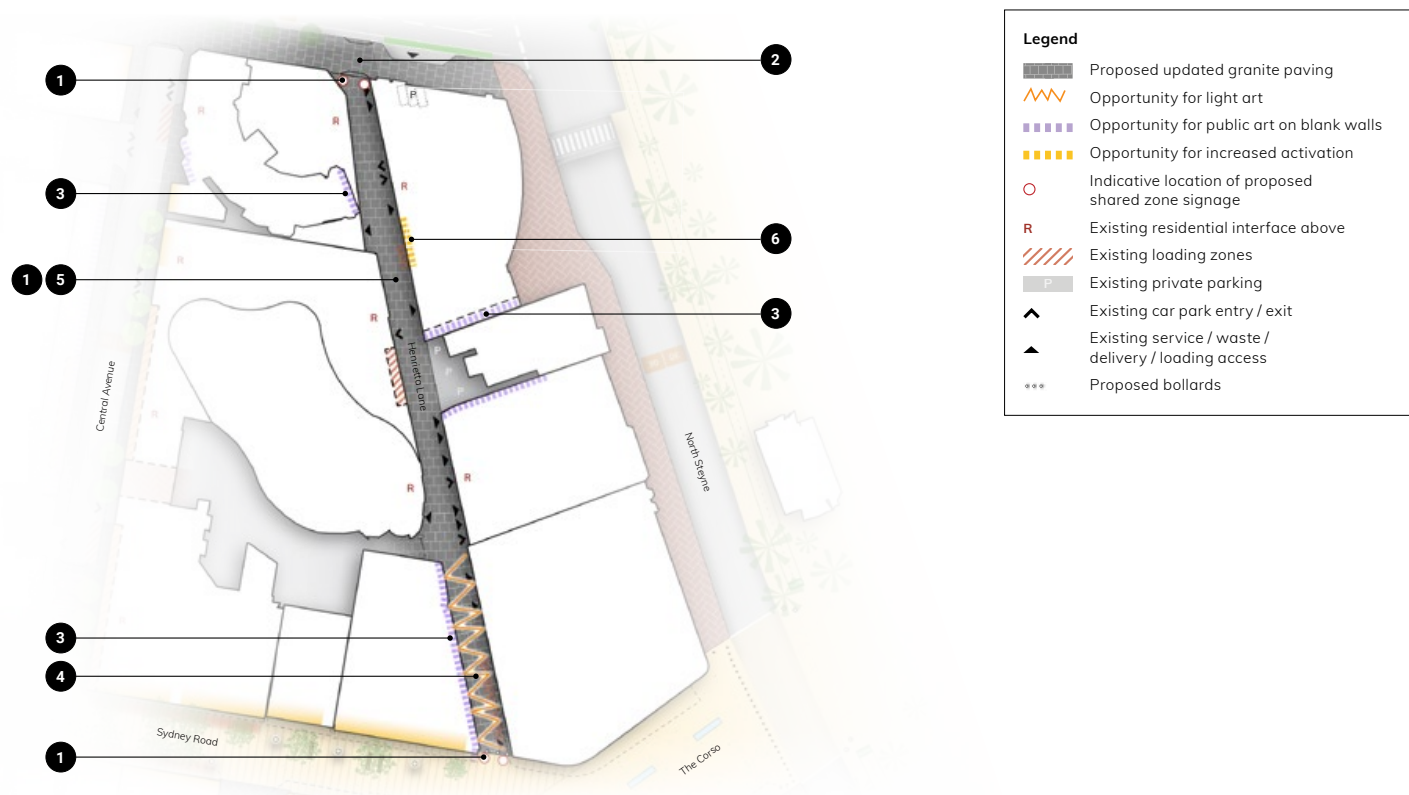 1
2
3
6
1 5
3
3
4
1
P
R
R
R
R
R
R
R
R
P
P
P
Henrietta Lane
Central Avenue
North Steyne
Sydney Road
The Corso
Legend
Proposed updated granite paving
Opportunity for light art
Opportunity for public art on blank walls
Opportunity for increased activation
Indicative location of proposed
shared zone signage
R Existing residential interface above
Existing loading zones
P Existing private parking
Existing car park entry / exit
Existing service / waste /
delivery / loading access
Proposed bollards